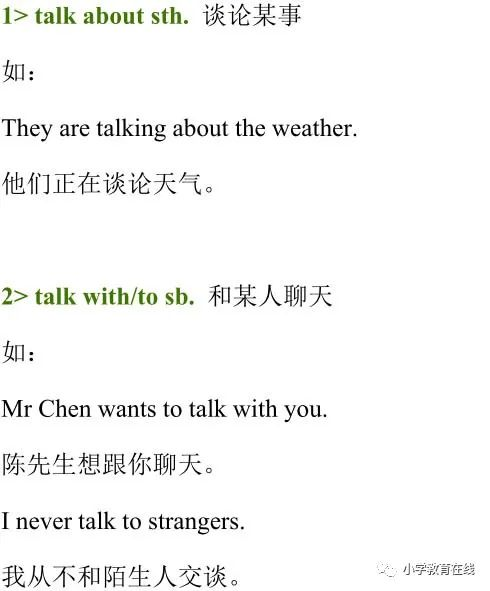 1> talk about sth. 谈论某事
如：
They are talking about the weather.
他们正在谈论天气。
2> talk with/to sb. 和某人聊天
如：
Mr Chen wants to talk with you.
陈先生想跟你聊天。
I never talk to strangers.
我从不和陌生人交谈。
小学教育在线